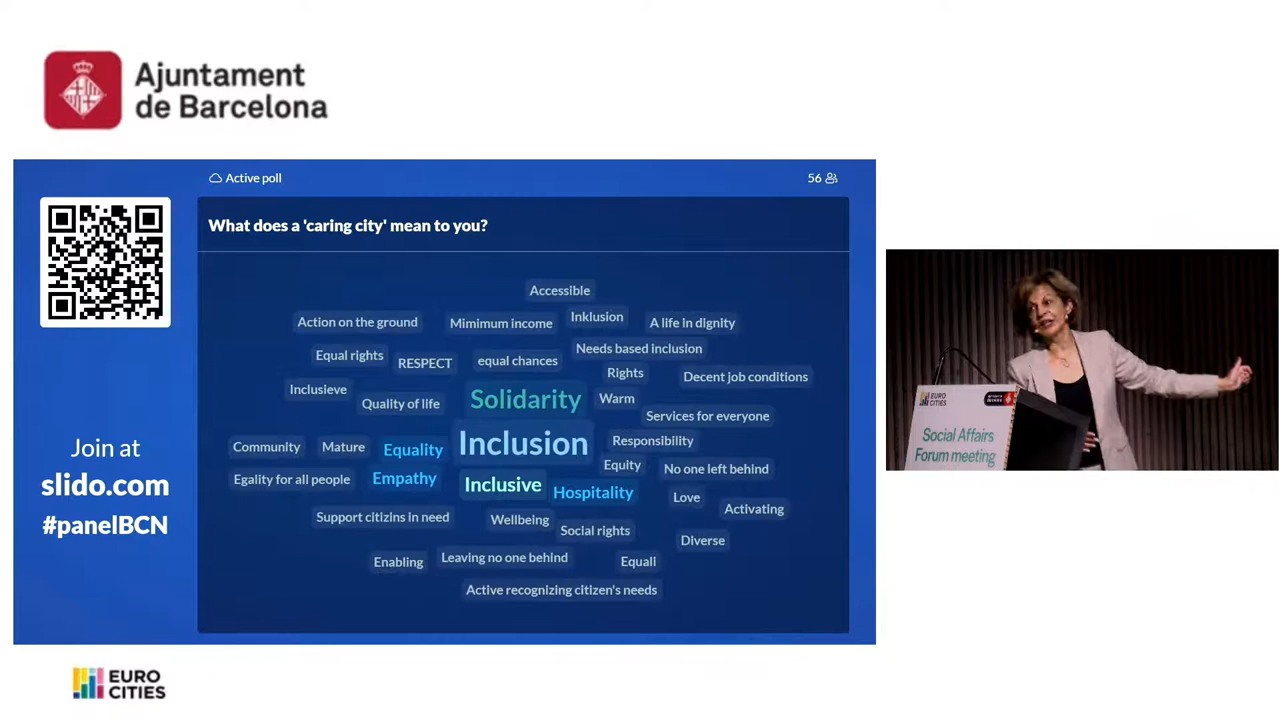 Ajuntament
de Barcelona
Active poll
56
What does a 'caring city' mean to you?
Accessible
Action on the ground
Mimimum income
Inklusion
A life in dignity
Equal rights
RESPECT
equal chances
Needs based inclusion
Rights
Decent job conditions
Inclusieve
Quality of life
Solidarity
Warm
Services for everyone
Community
Mature
Equality
Inclusion
Responsibility
Equity
No one left behind
Egality for all people
Empathy
Inclusive
Hospitality
Love
Activating
Support citizins in need
Wellbeing
Social rights
Diverse
Enabling
Leaving no one behind
Equall
Active recognizing citizen's needs
Join at
slido.com
#panelBCN
EURO
CITIES
Social Affairs
Forum meeting
EURO
CITIES